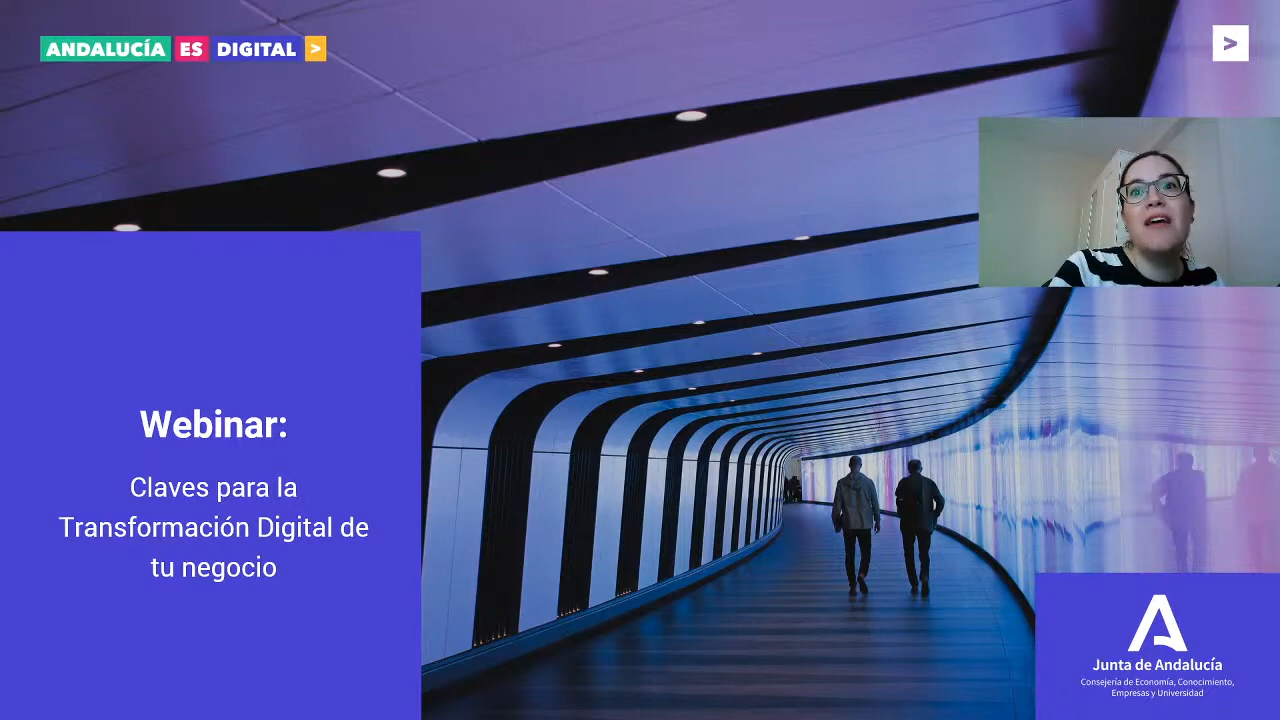 ANDALUCÍA ES DIGITAL >
>
Webinar:
Claves para la
Transformación Digital de
tu negocio
Junta de Andalucía
Consejería de Economía, Conocimiento,
Empresas y Universidad